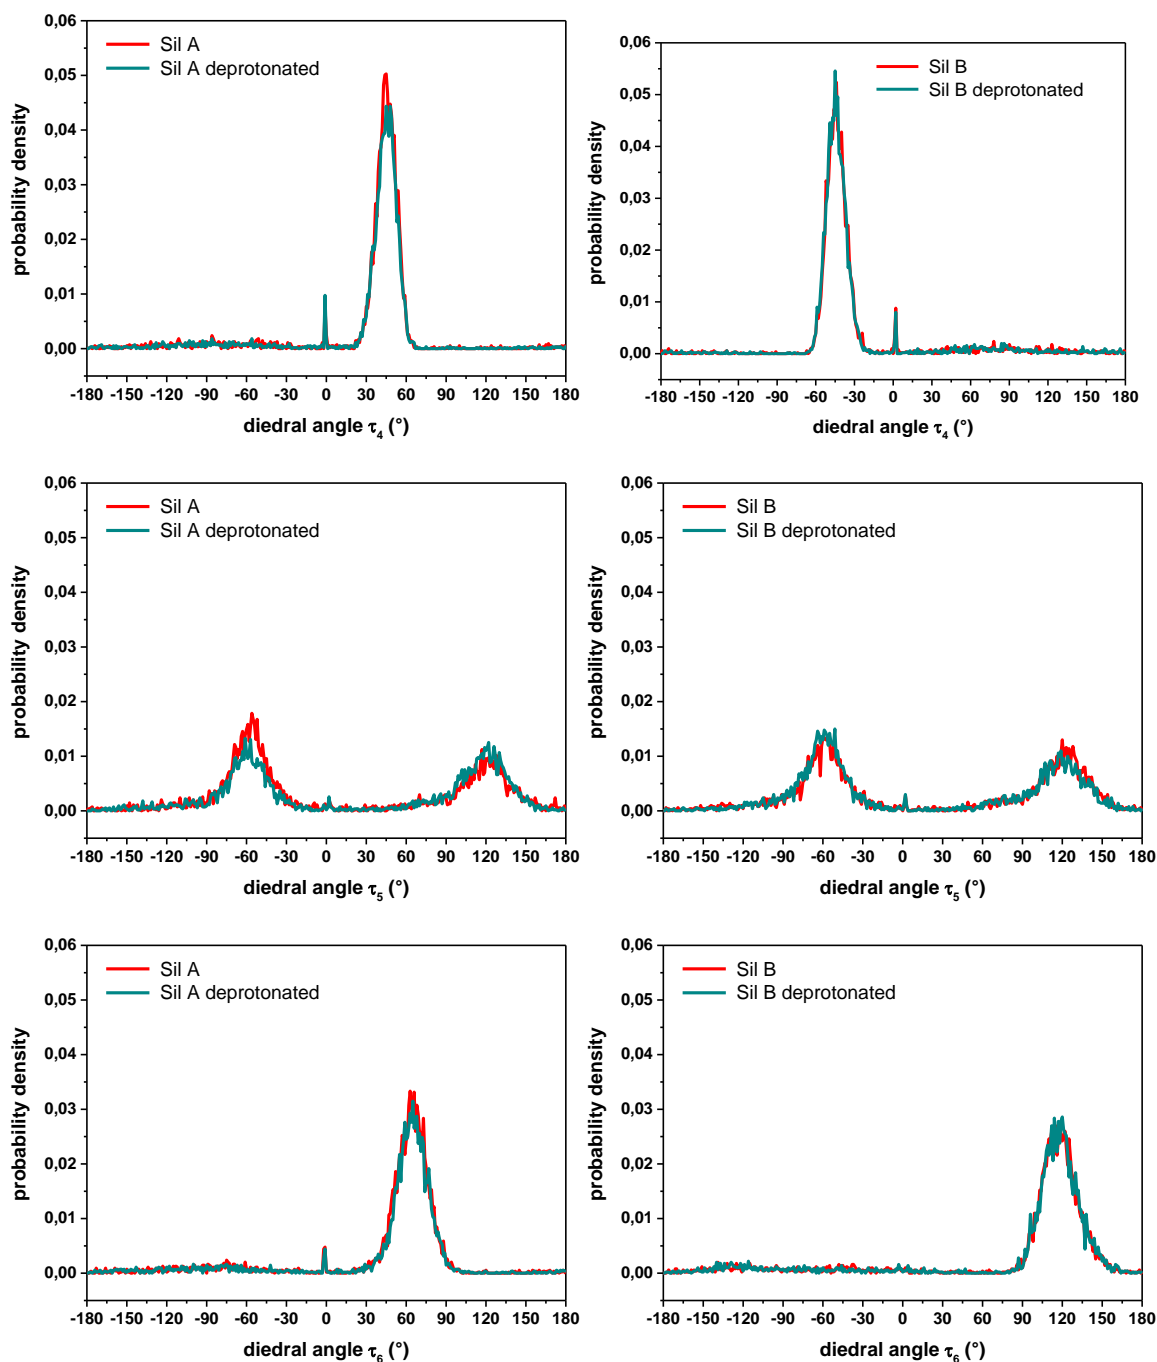 0,06
0,05
0,04
0,03
0,02
0,01
0,00
probability density
Sil A
Sil A deprotonated
-180 -150 -120 -90 -60 -30 0 30 60 90 120 150 180
diedral angle τ4 (°)
0,06
0,05
0,04
0,03
0,02
0,01
0,00
probability density
Sil B
Sil B deprotonated
-180 -150 -120 -90 -60 -30 0 30 60 90 120 150 180
diedral angle τ4 (°)
0,06
0,05
0,04
0,03
0,02
0,01
0,00
probability density
Sil A
Sil A deprotonated
-180 -150 -120 -90 -60 -30 0 30 60 90 120 150 180
diedral angle τ5 (°)
0,06
0,05
0,04
0,03
0,02
0,01
0,00
probability density
Sil B
Sil B deprotonated
-180 -150 -120 -90 -60 -30 0 30 60 90 120 150 180
diedral angle τ5 (°)
0,06
0,05
0,04
0,03
0,02
0,01
0,00
probability density
Sil A
Sil A deprotonated
-180 -150 -120 -90 -60 -30 0 30 60 90 120 150 180
diedral angle τ6 (°)
0,06
0,05
0,04
0,03
0,02
0,01
0,00
probability density
Sil B
Sil B deprotonated
-180 -150 -120 -90 -60 -30 0 30 60 90 120 150 180
diedral angle τ6 (°)